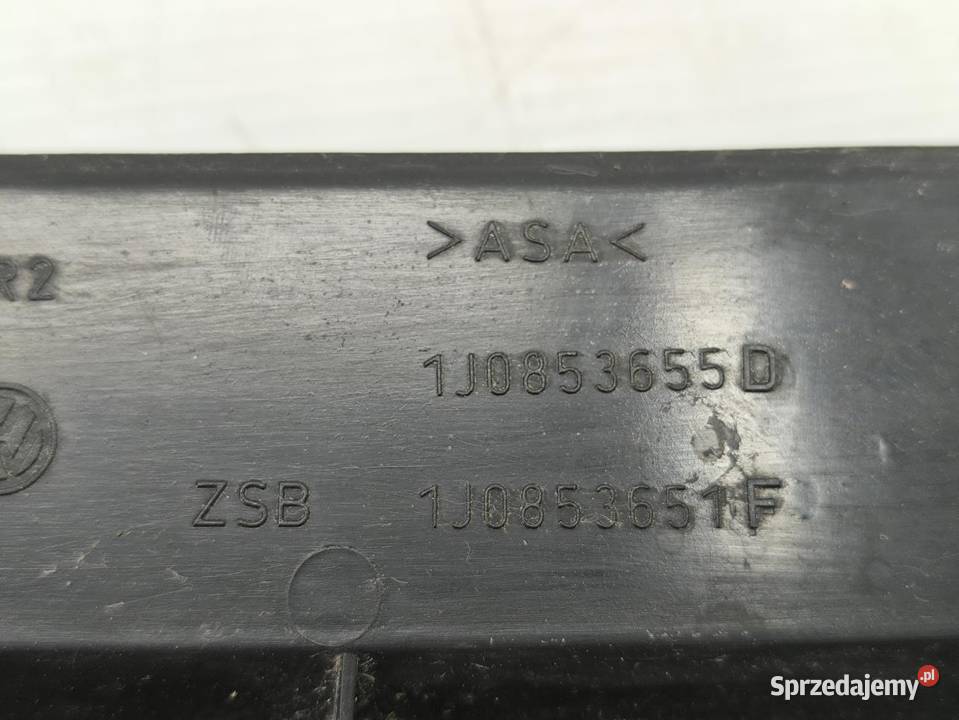 >ASA<
R2
1J0853655D
ZSB 1J0853651F
Sprzedajemy.pl